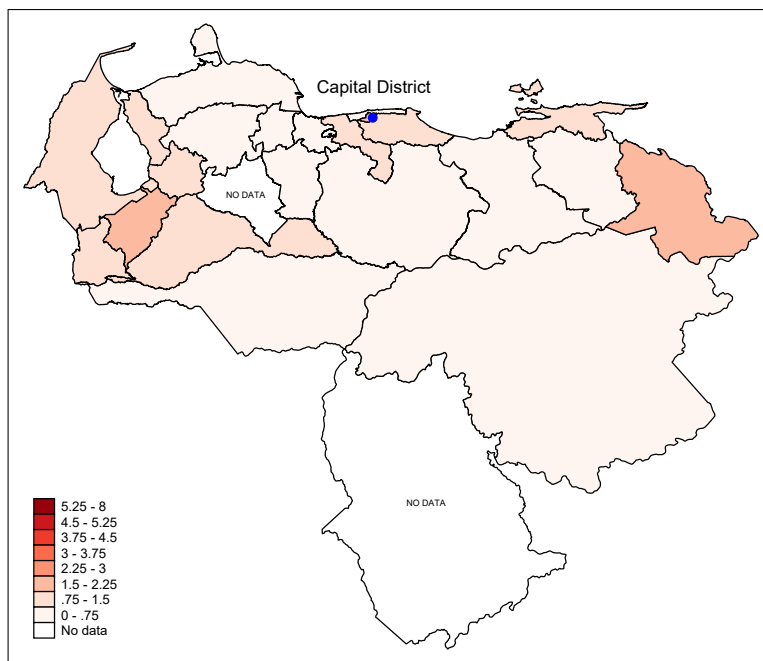 Capital District
NO DATA
NO DATA
5.25 - 8
4.5 - 5.25
3.75 - 4.5
3 - 3.75
2.25 - 3
1.5 - 2.25
.75 - 1.5
0 - .75
No data